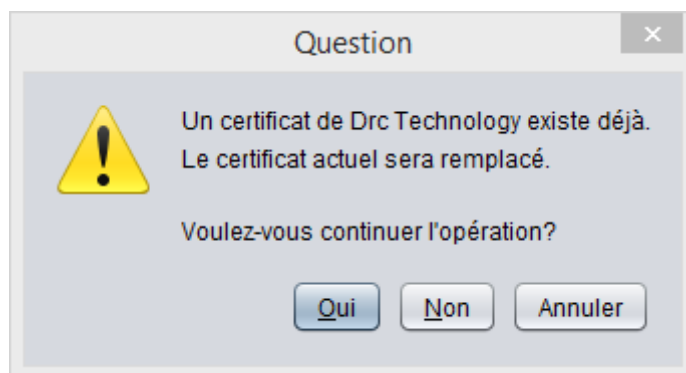 Question
Un certificat de Drc Technology existe déjà.
Le certificat actuel sera remplacé.
Voulez-vous continuer l'opération?
Oui Non Annuler